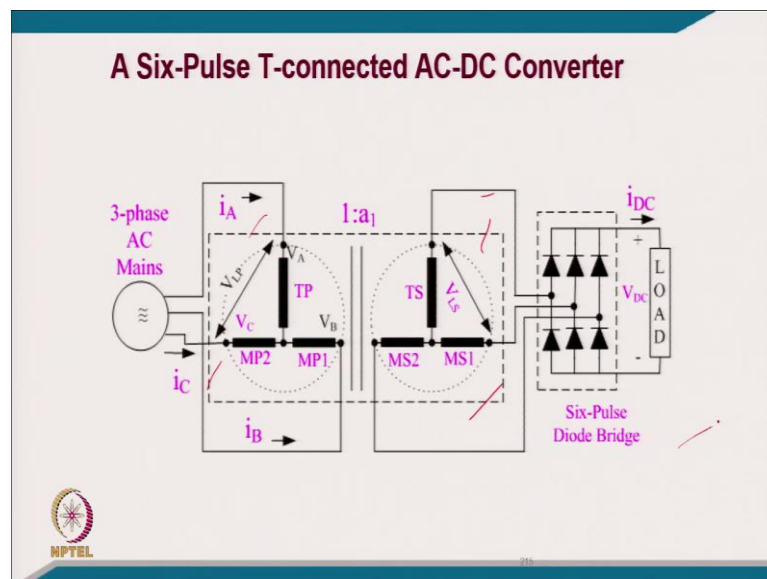 A Six-Pulse T-connected AC-DC Converter
3-phase
AC
Mains
iA
iC
iB
1:a1
VLP
VA
TP
VC
VB
MP2
MP1
TS
VLS
MS2
MS1
iDC
+
VDC
-
LOAD
Six-Pulse
Diode Bridge
NPTEL
215